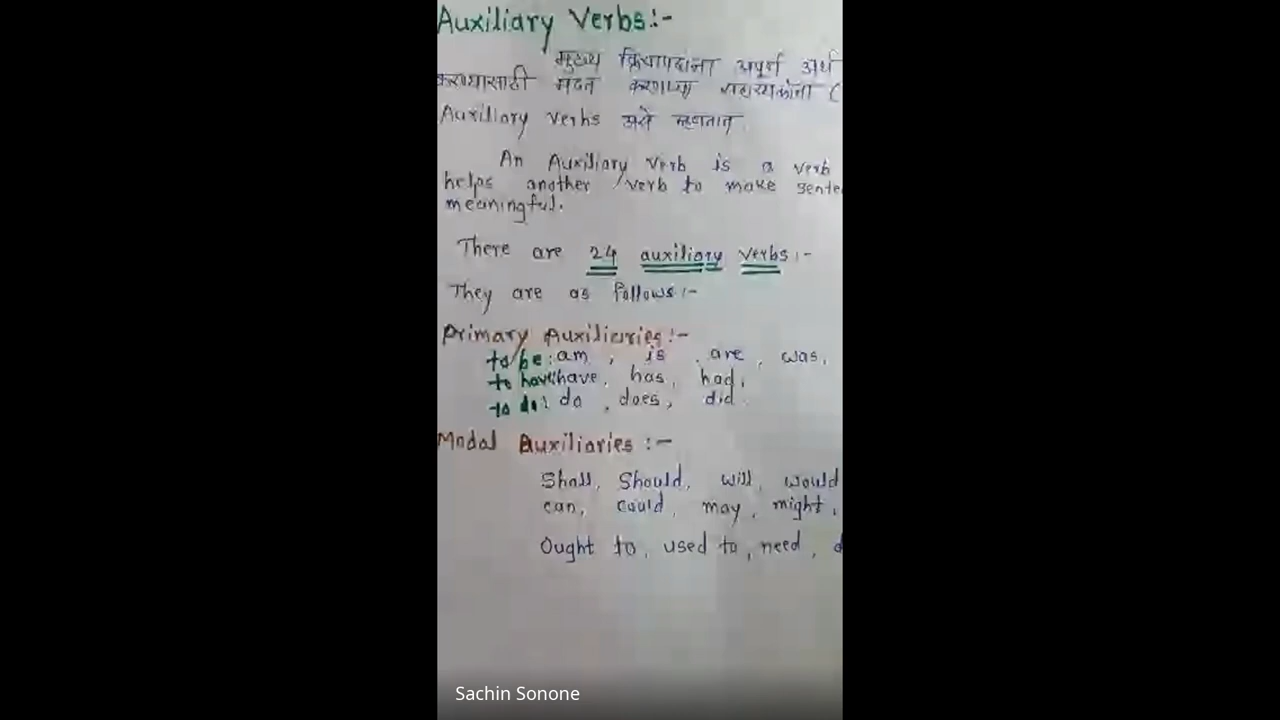 Auxiliary Verbs:-
मुख्य क्रियापदांना अपूर्ण अर्थ
करण्यासाठी मदत करणाऱ्या (
Auxiliary verbs असे म्हणतात
An Auxiliary verb is a verb
helps another verb to make sente
meaningful.
There are 24 auxiliary verbs:-
They are as follows:-
Primary Auxiliaries:-
to be: am, is, are, was,
to have: have, has, had,
to do: do, does, did.
Modal Auxiliaries :-
Shall, Should, will, would
can, could, may, might,
Ought to, used to, need, d
Sachin Sonone